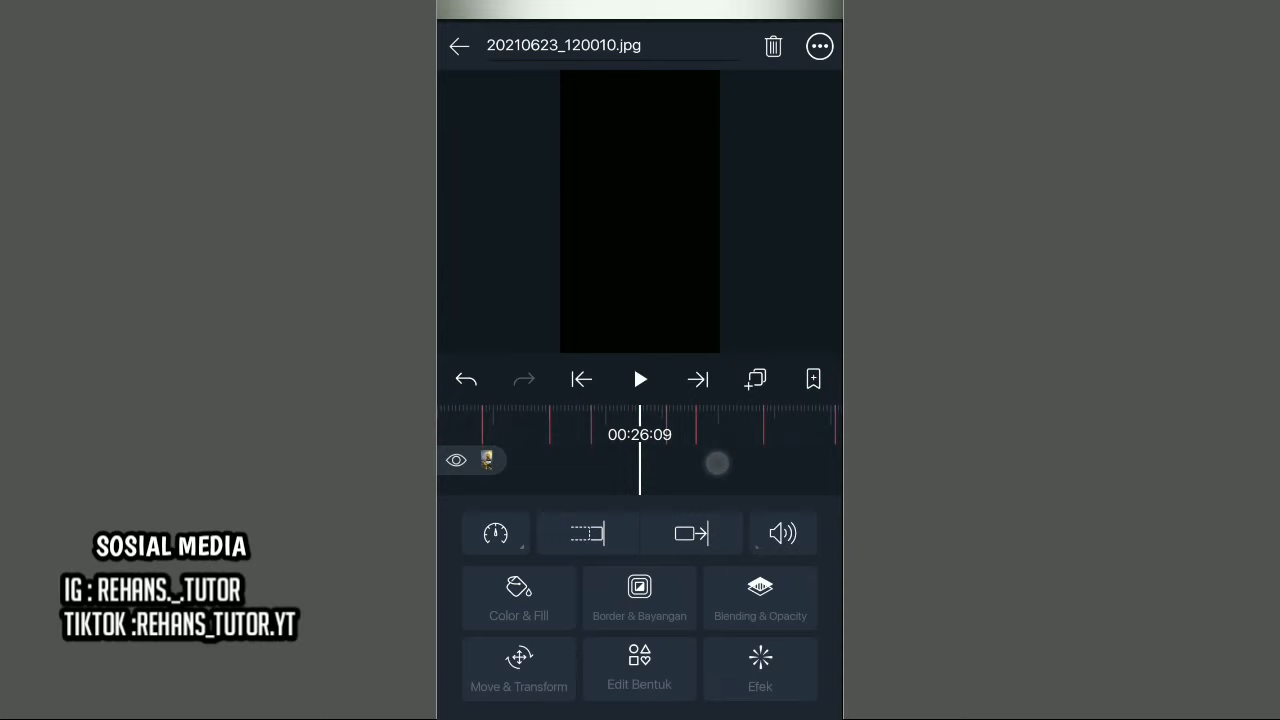 20210623_120010.jpg
00:26:09
Color & Fill
Border & Bayangan
Blending & Opacity
Move & Transform
Edit Bentuk
Efek
SOSIAL MEDIA
IG : REHANS._.TUTOR
TIKTOK :REHANS_TUTOR.YT